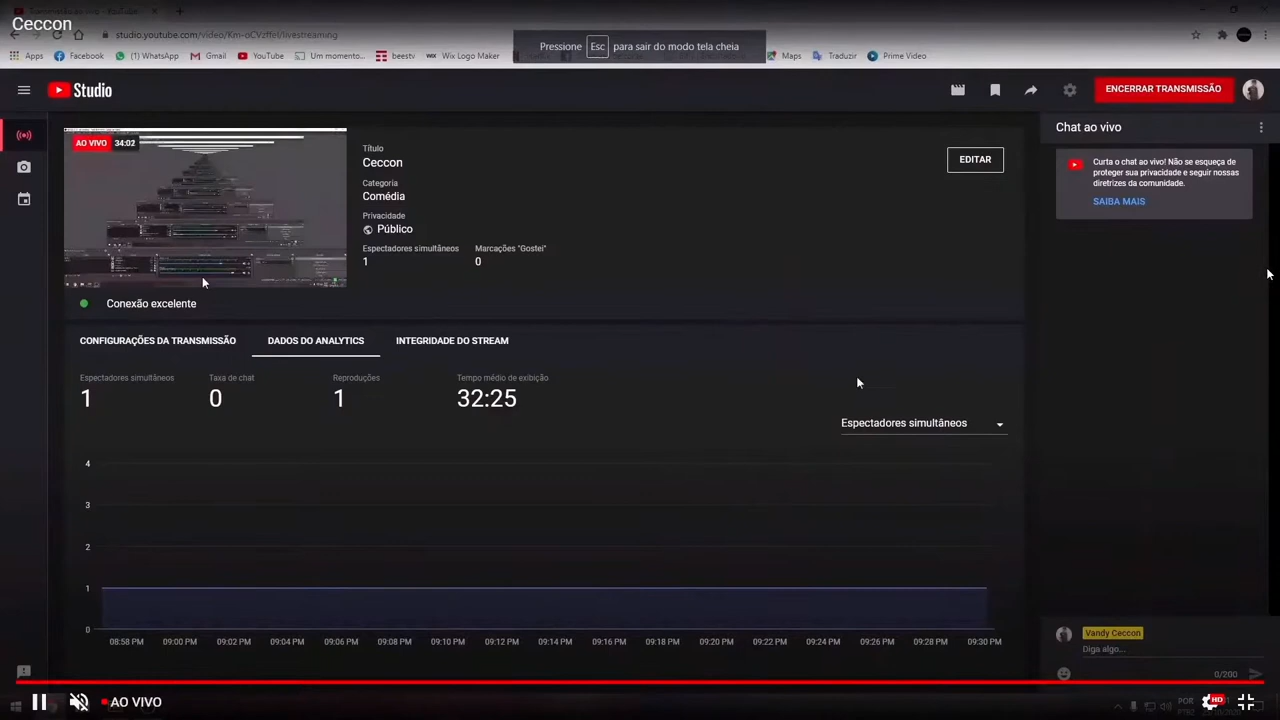 Ceccon
studio.youtube.com/video/Km-oCVzffeI/livestreaming
Pressione Esc para sair do modo tela cheia
Apps Facebook (1) WhatsApp Gmail YouTube Um momento... beestv Wix Logo Maker Maps Traduzir Prime Video
Studio
ENCERRAR TRANSMISSÃO
AO VIVO 34:02
Título
Ceccon
EDITAR
Categoria
Comédia
Privacidade
Público
Espectadores simultâneos Marcações "Gostei"
1 0
Conexão excelente
Chat ao vivo
Curta o chat ao vivo! Não se esqueça de
proteger sua privacidade e seguir nossas
diretrizes da comunidade.
SAIBA MAIS
CONFIGURAÇÕES DA TRANSMISSÃO DADOS DO ANALYTICS INTEGRIDADE DO STREAM
Espectadores simultâneos Taxa de chat Reproduções Tempo médio de exibição
1 0 1 32:25
Espectadores simultâneos
4
3
2
1
0
08:58 PM 09:00 PM 09:02 PM 09:04 PM 09:06 PM 09:08 PM 09:10 PM 09:12 PM 09:14 PM 09:16 PM 09:18 PM 09:20 PM 09:22 PM 09:24 PM 09:26 PM 09:28 PM 09:30 PM
Vandy Ceccon
Diga algo...
0/200
AO VIVO
HD
POR